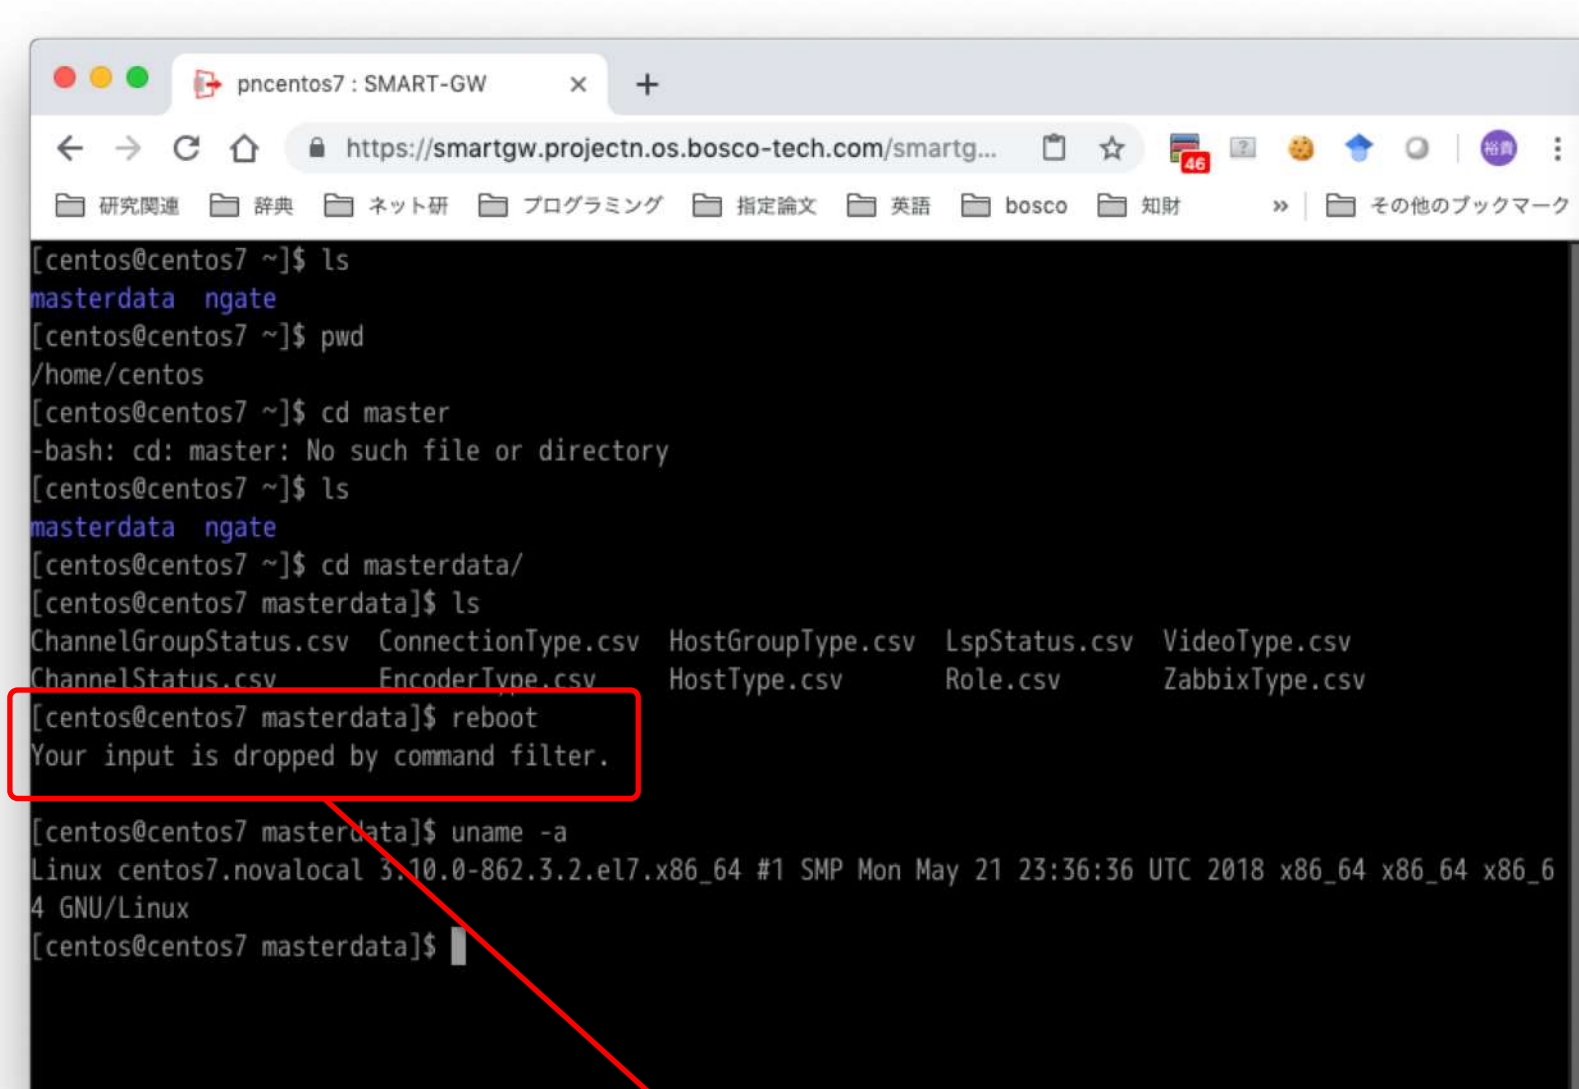 pncentos7 : SMART-GW
https://smartgw.projectn.os.bosco-tech.com/smartg...
46
裕貴
研究関連 辞典 ネット研 プログラミング 指定論文 英語 bosco 知財 » その他のブックマーク
[centos@centos7 ~]$ ls
masterdata ngate
[centos@centos7 ~]$ pwd
/home/centos
[centos@centos7 ~]$ cd master
-bash: cd: master: No such file or directory
[centos@centos7 ~]$ ls
masterdata ngate
[centos@centos7 ~]$ cd masterdata/
[centos@centos7 masterdata]$ ls
ChannelGroupStatus.csv ConnectionType.csv HostGroupType.csv LspStatus.csv VideoType.csv
ChannelStatus.csv EncoderType.csv HostType.csv Role.csv ZabbixType.csv
[centos@centos7 masterdata]$ reboot
Your input is dropped by command filter.
[centos@centos7 masterdata]$ uname -a
Linux centos7.novalocal 3.10.0-862.3.2.el7.x86_64 #1 SMP Mon May 21 23:36:36 UTC 2018 x86_64 x86_64 x86_6
4 GNU/Linux
[centos@centos7 masterdata]$